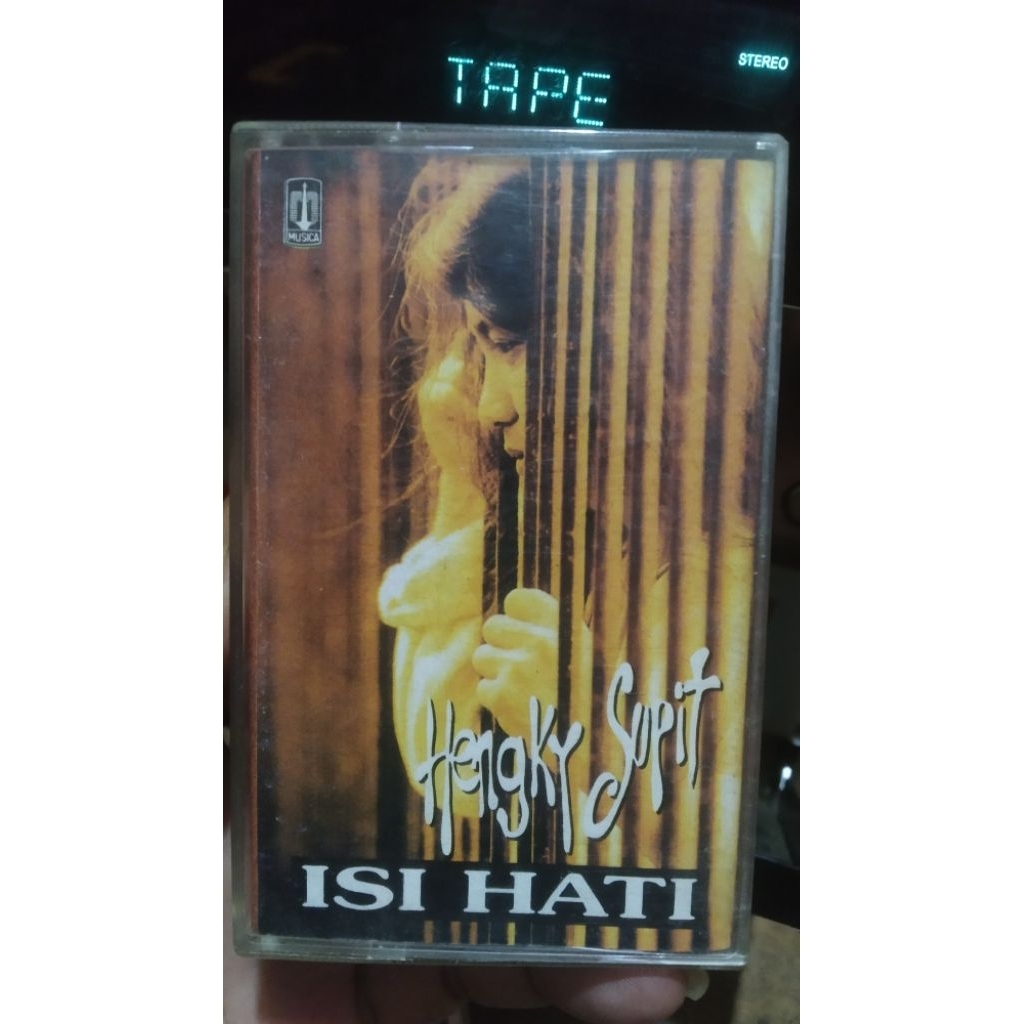 TAPE
STEREO
MUSICA
Hengky Supit
ISI HATI